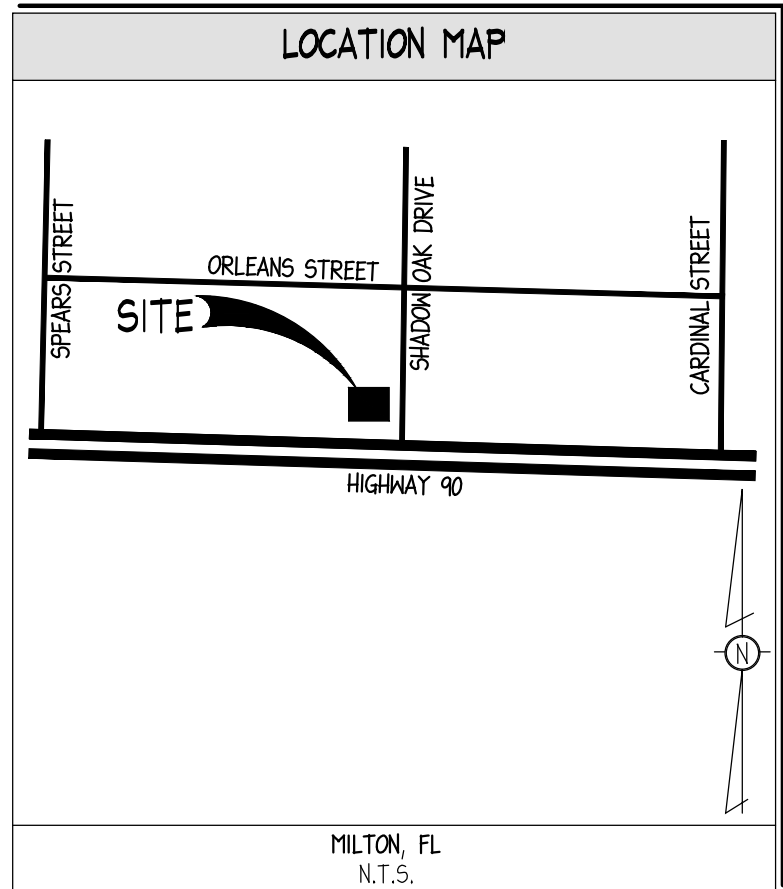 LOCATION MAP
SPEARS STREET
ORLEANS STREET
SHADOW OAK DRIVE
CARDINAL STREET
SITE
HIGHWAY 90
N
MILTON, FL
N.T.S.